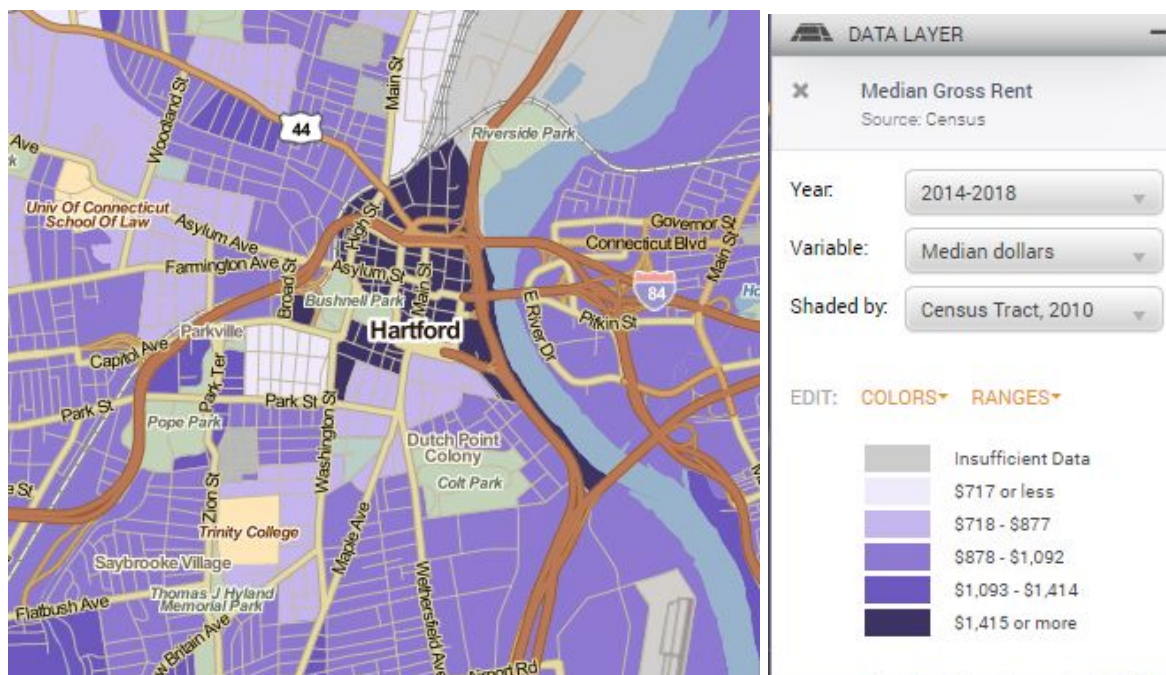 44
Main St
Riverside Park
Woodland St
Ave
Univ Of Connecticut
School Of Law
Asylum Ave
High St
Governor St
Connecticut Blvd
Main St
Farmington Ave
Asylum St
Main St
84
Broad St
Bushnell Park
E River Dr
Pitkin St
Parkville
Hartford
Capitol Ave
Park Ter
Park St
Park St
Pope Park
Washington St
Dutch Point
Colony
Colt Park
Zion St
Trinity College
Maple Ave
Saybrooke Village
Wethersfield Ave
Flatbush Ave
Thomas J Hyland
Memorial Park
Britain Ave
Airport Rd
DATA LAYER
Median Gross Rent
Source: Census
Year: 2014-2018
Variable: Median dollars
Shaded by: Census Tract, 2010
EDIT: COLORS RANGES
Insufficient Data
$717 or less
$718 - $877
$878 - $1,092
$1,093 - $1,414
$1,415 or more